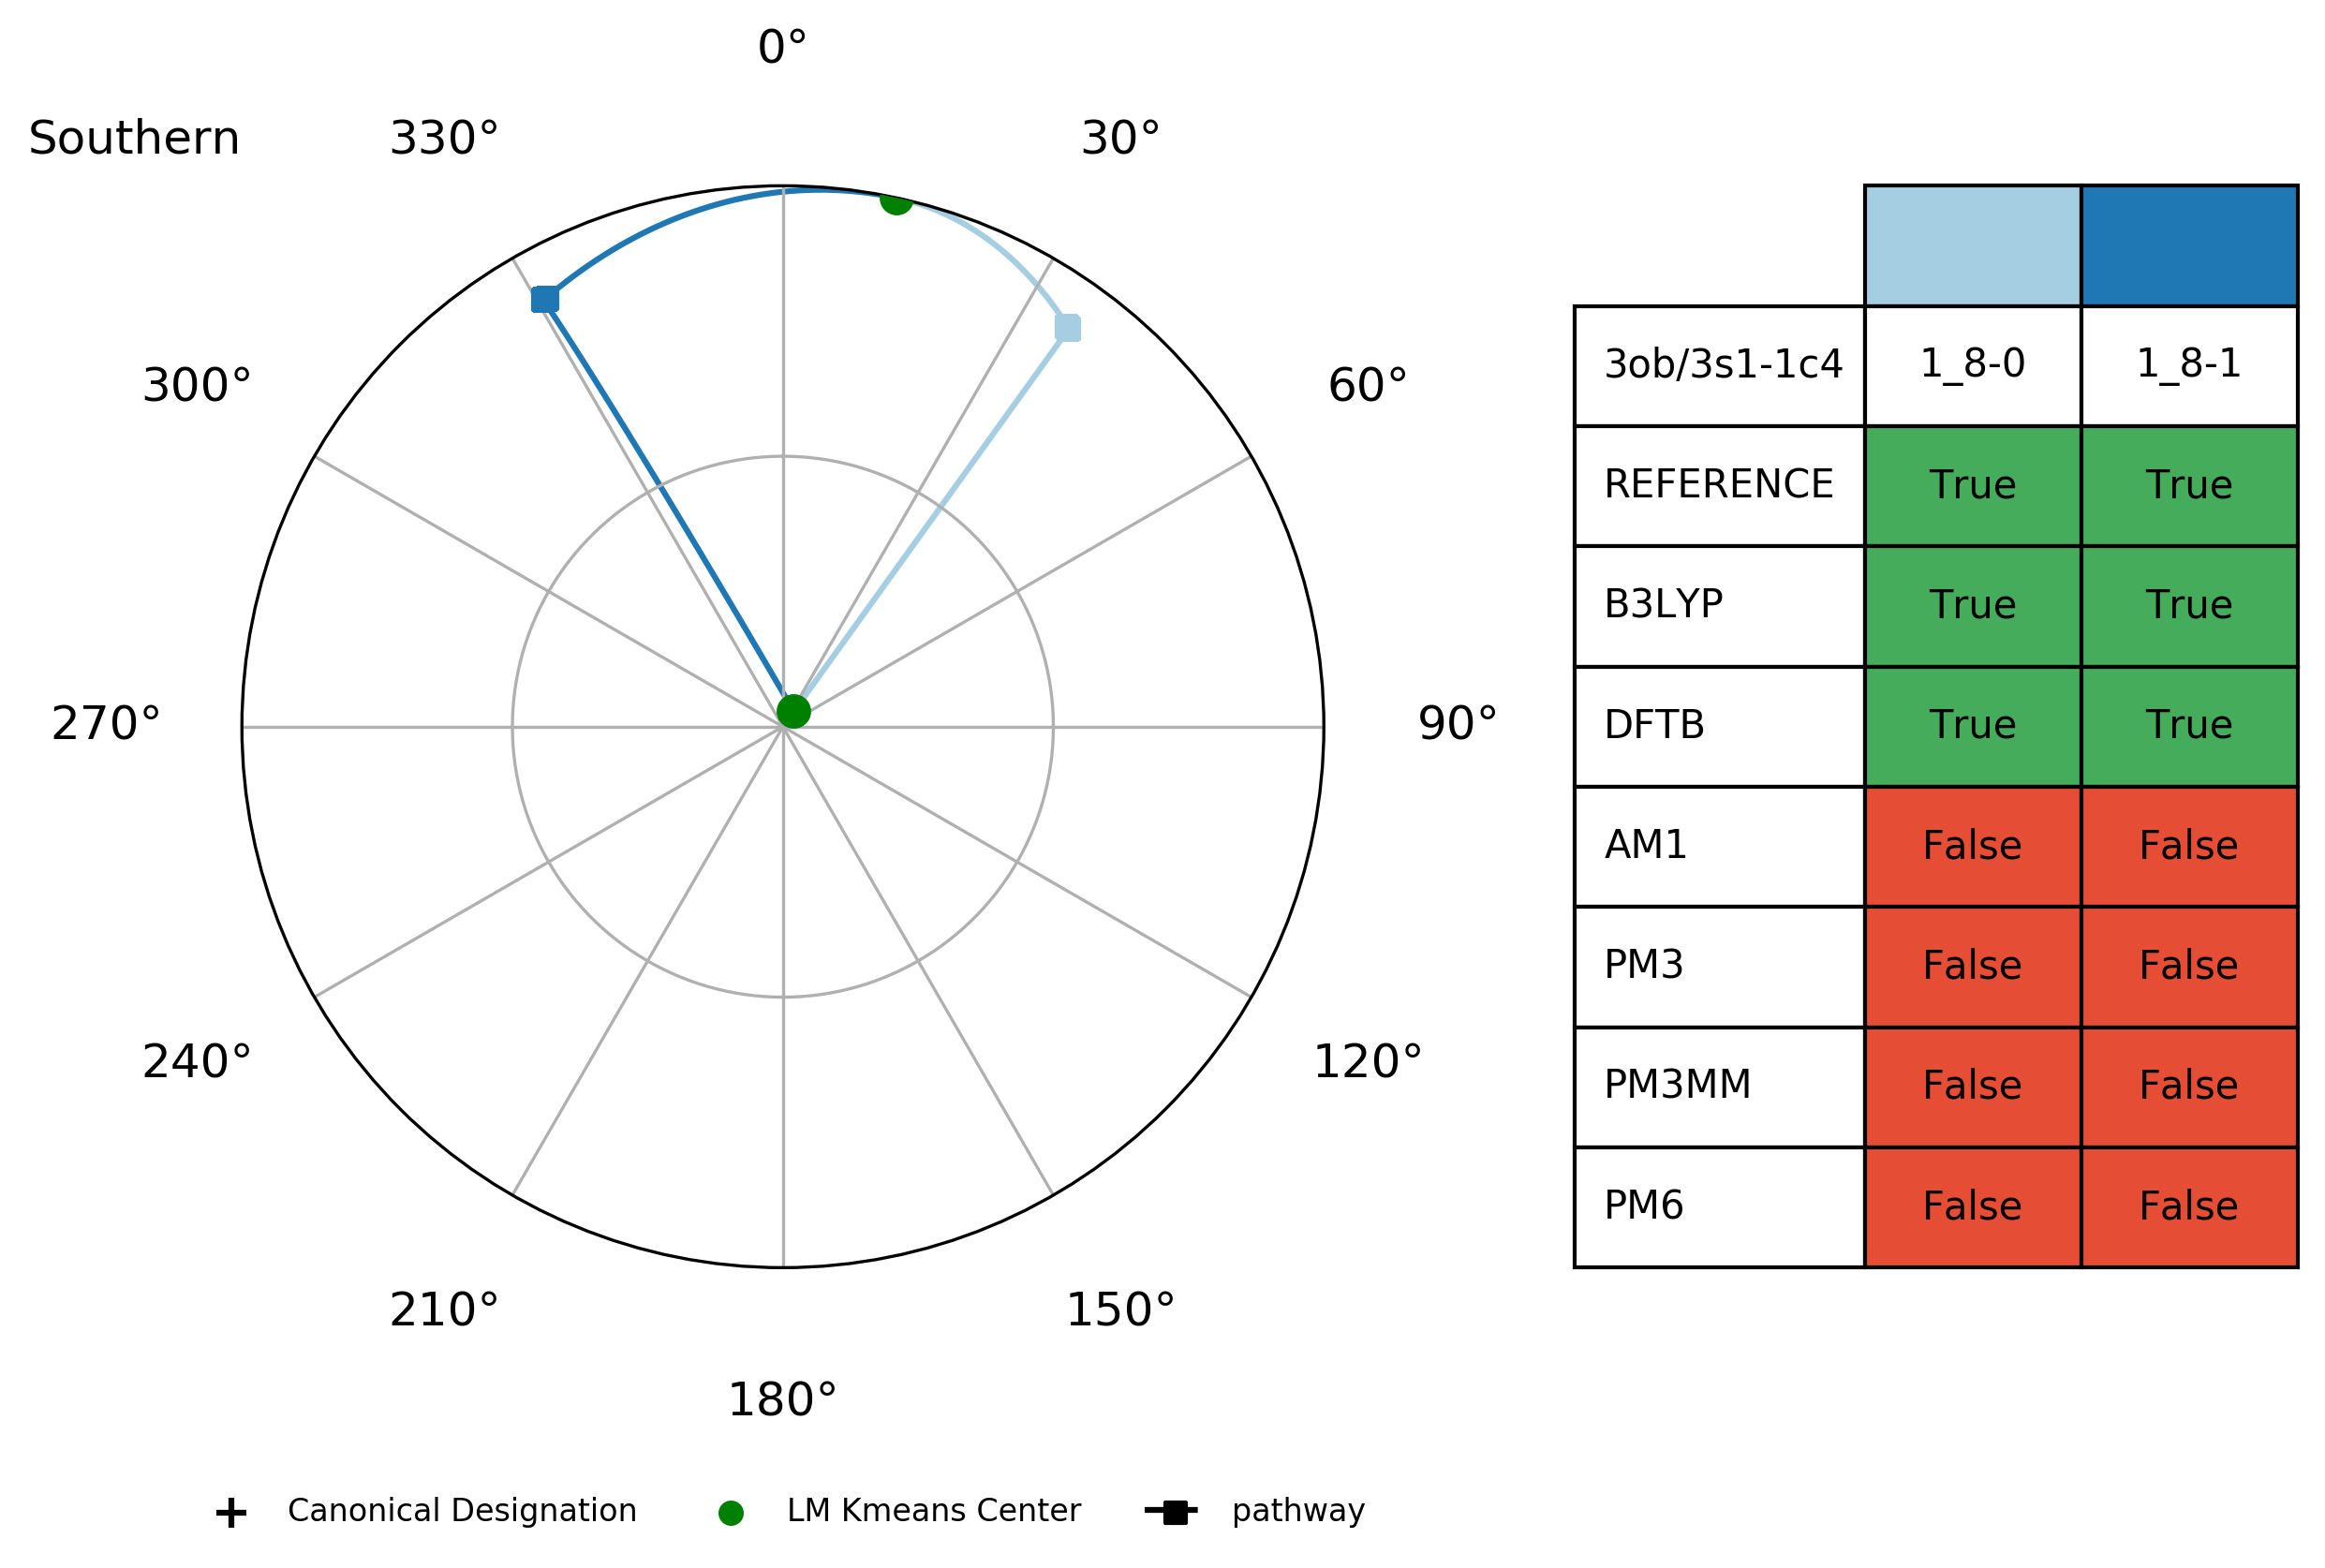 0°
Southern 330° 30°
300° 60°
270° 90°
240° 120°
210° 150°
180°
3ob/3s1-1c4 1_8-0 1_8-1
REFERENCE True True
B3LYP True True
DFTB True True
AM1 False False
PM3 False False
PM3MM False False
PM6 False False
Canonical Designation LM Kmeans Center pathway